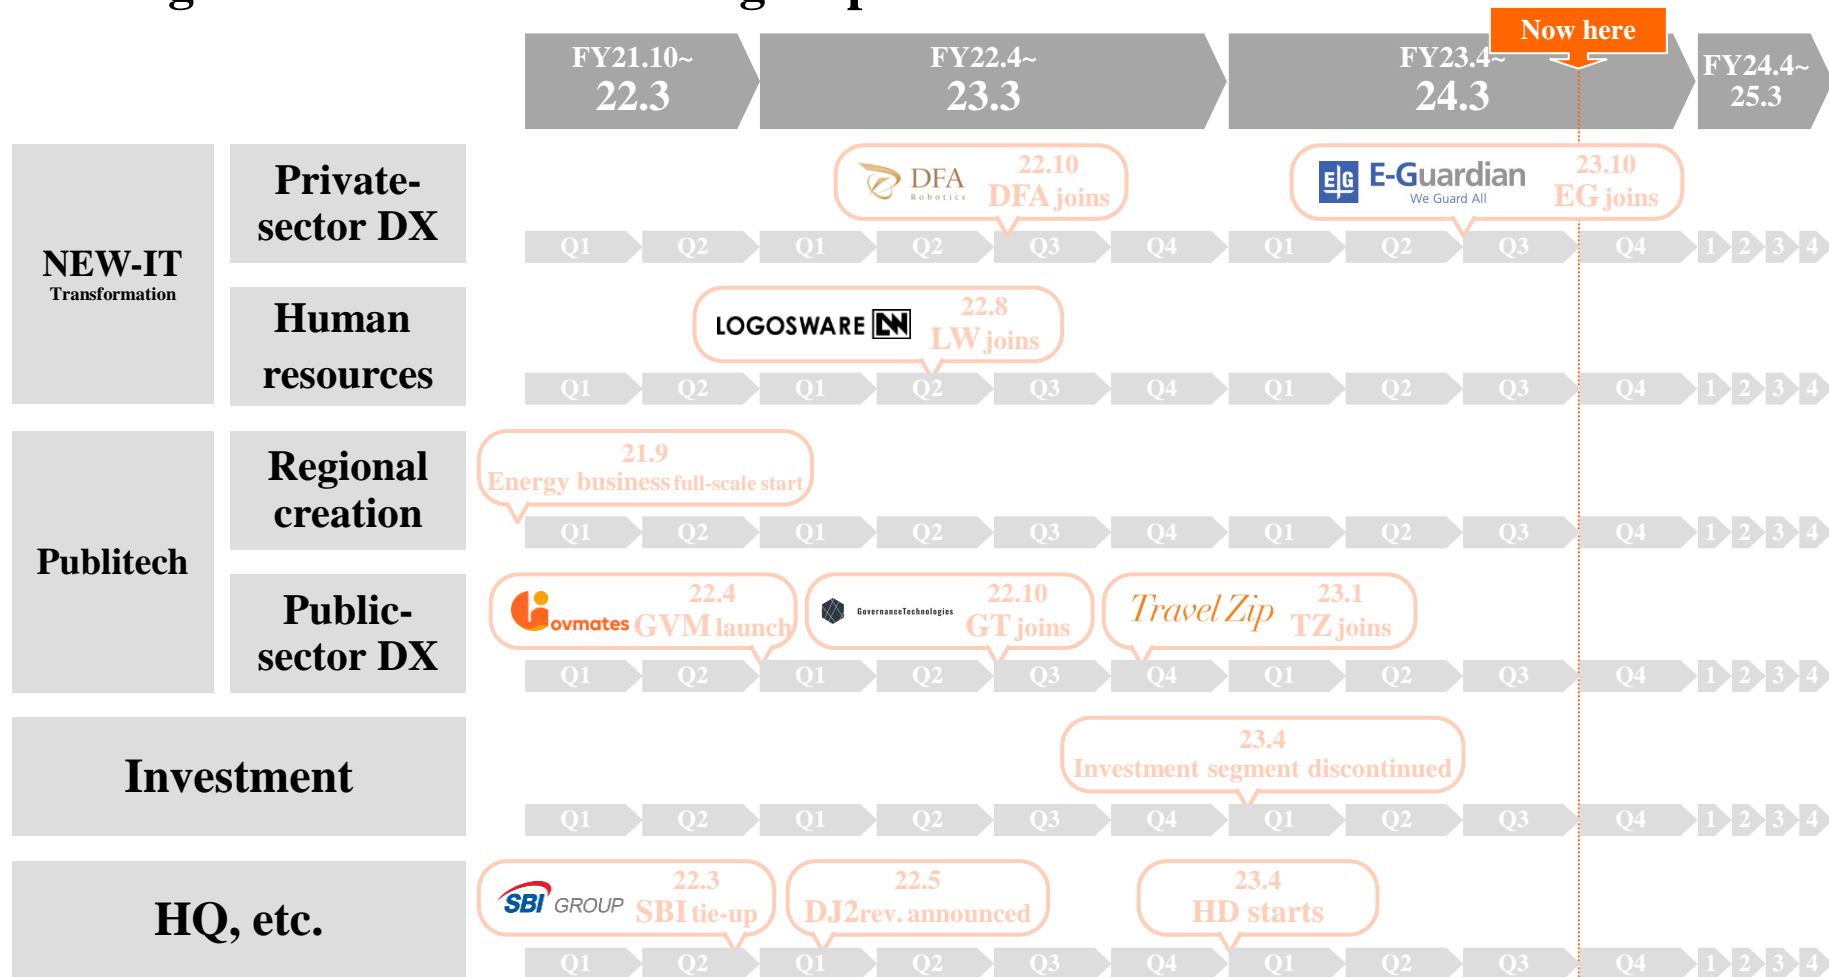 Now here
FY21.10~
22.3
FY22.4~
23.3
FY23.4~
24.3
FY24.4~
25.3
NEW-IT
Transformation
Private-
sector DX
DFA
Robotics
22.10
DFA joins
E|G E-Guardian
We Guard All
23.10
EG joins
Q1 Q2 Q1 Q2 Q3 Q4 Q1 Q2 Q3 Q4 1 2 3 4
Human
resources
LOGOSWARE LW
22.8
LW joins
Q1 Q2 Q1 Q2 Q3 Q4 Q1 Q2 Q3 Q4 1 2 3 4
Publitech
Regional
creation
21.9
Energy business full-scale start
Q1 Q2 Q1 Q2 Q3 Q4 Q1 Q2 Q3 Q4 1 2 3 4
Public-
sector DX
Govmates
22.4
GVM launch
GovernanceTechnologies
22.10
GT joins
Travel Zip
23.1
TZ joins
Q1 Q2 Q1 Q2 Q3 Q4 Q1 Q2 Q3 Q4 1 2 3 4
Investment
23.4
Investment segment discontinued
Q1 Q2 Q1 Q2 Q3 Q4 Q1 Q2 Q3 Q4 1 2 3 4
HQ, etc.
SBI GROUP
22.3
SBI tie-up
22.5
DJ2rev. announced
23.4
HD starts
Q1 Q2 Q1 Q2 Q3 Q4 Q1 Q2 Q3 Q4 1 2 3 4